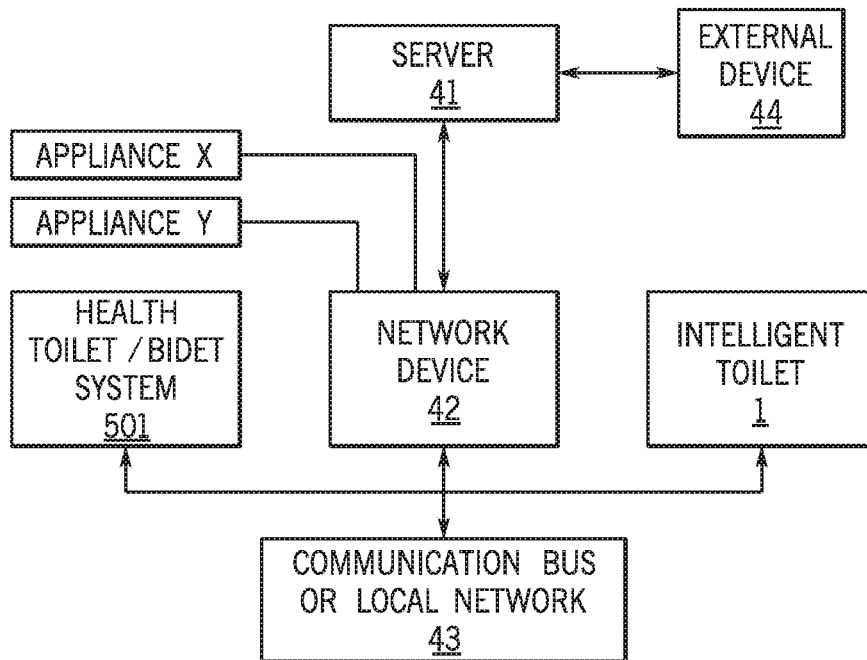 SERVER
41
EXTERNAL
DEVICE
44
APPLIANCE X
APPLIANCE Y
HEALTH
TOILET / BIDET
SYSTEM
501
NETWORK
DEVICE
42
INTELLIGENT
TOILET
1
COMMUNICATION BUS
OR LOCAL NETWORK
43